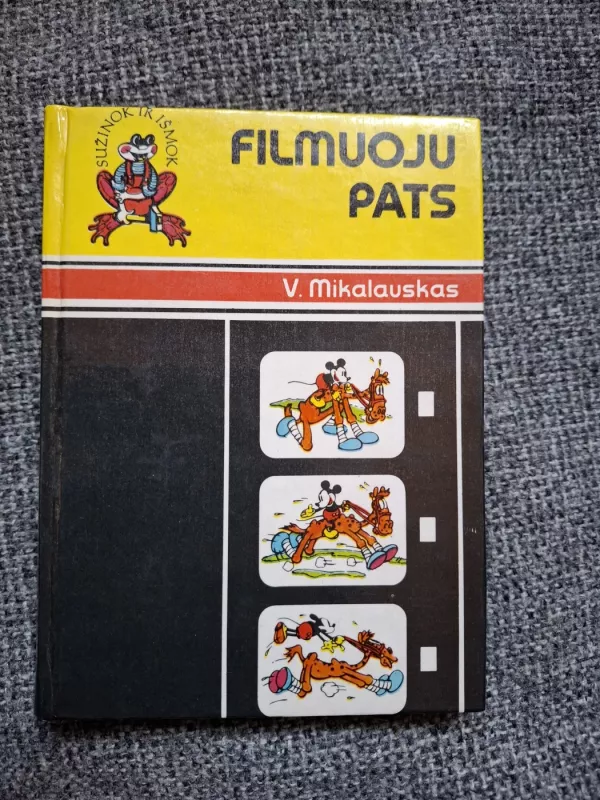 SUŽINOK IR IŠMOK
FILMUOJU
PATS
V. Mikalauskas